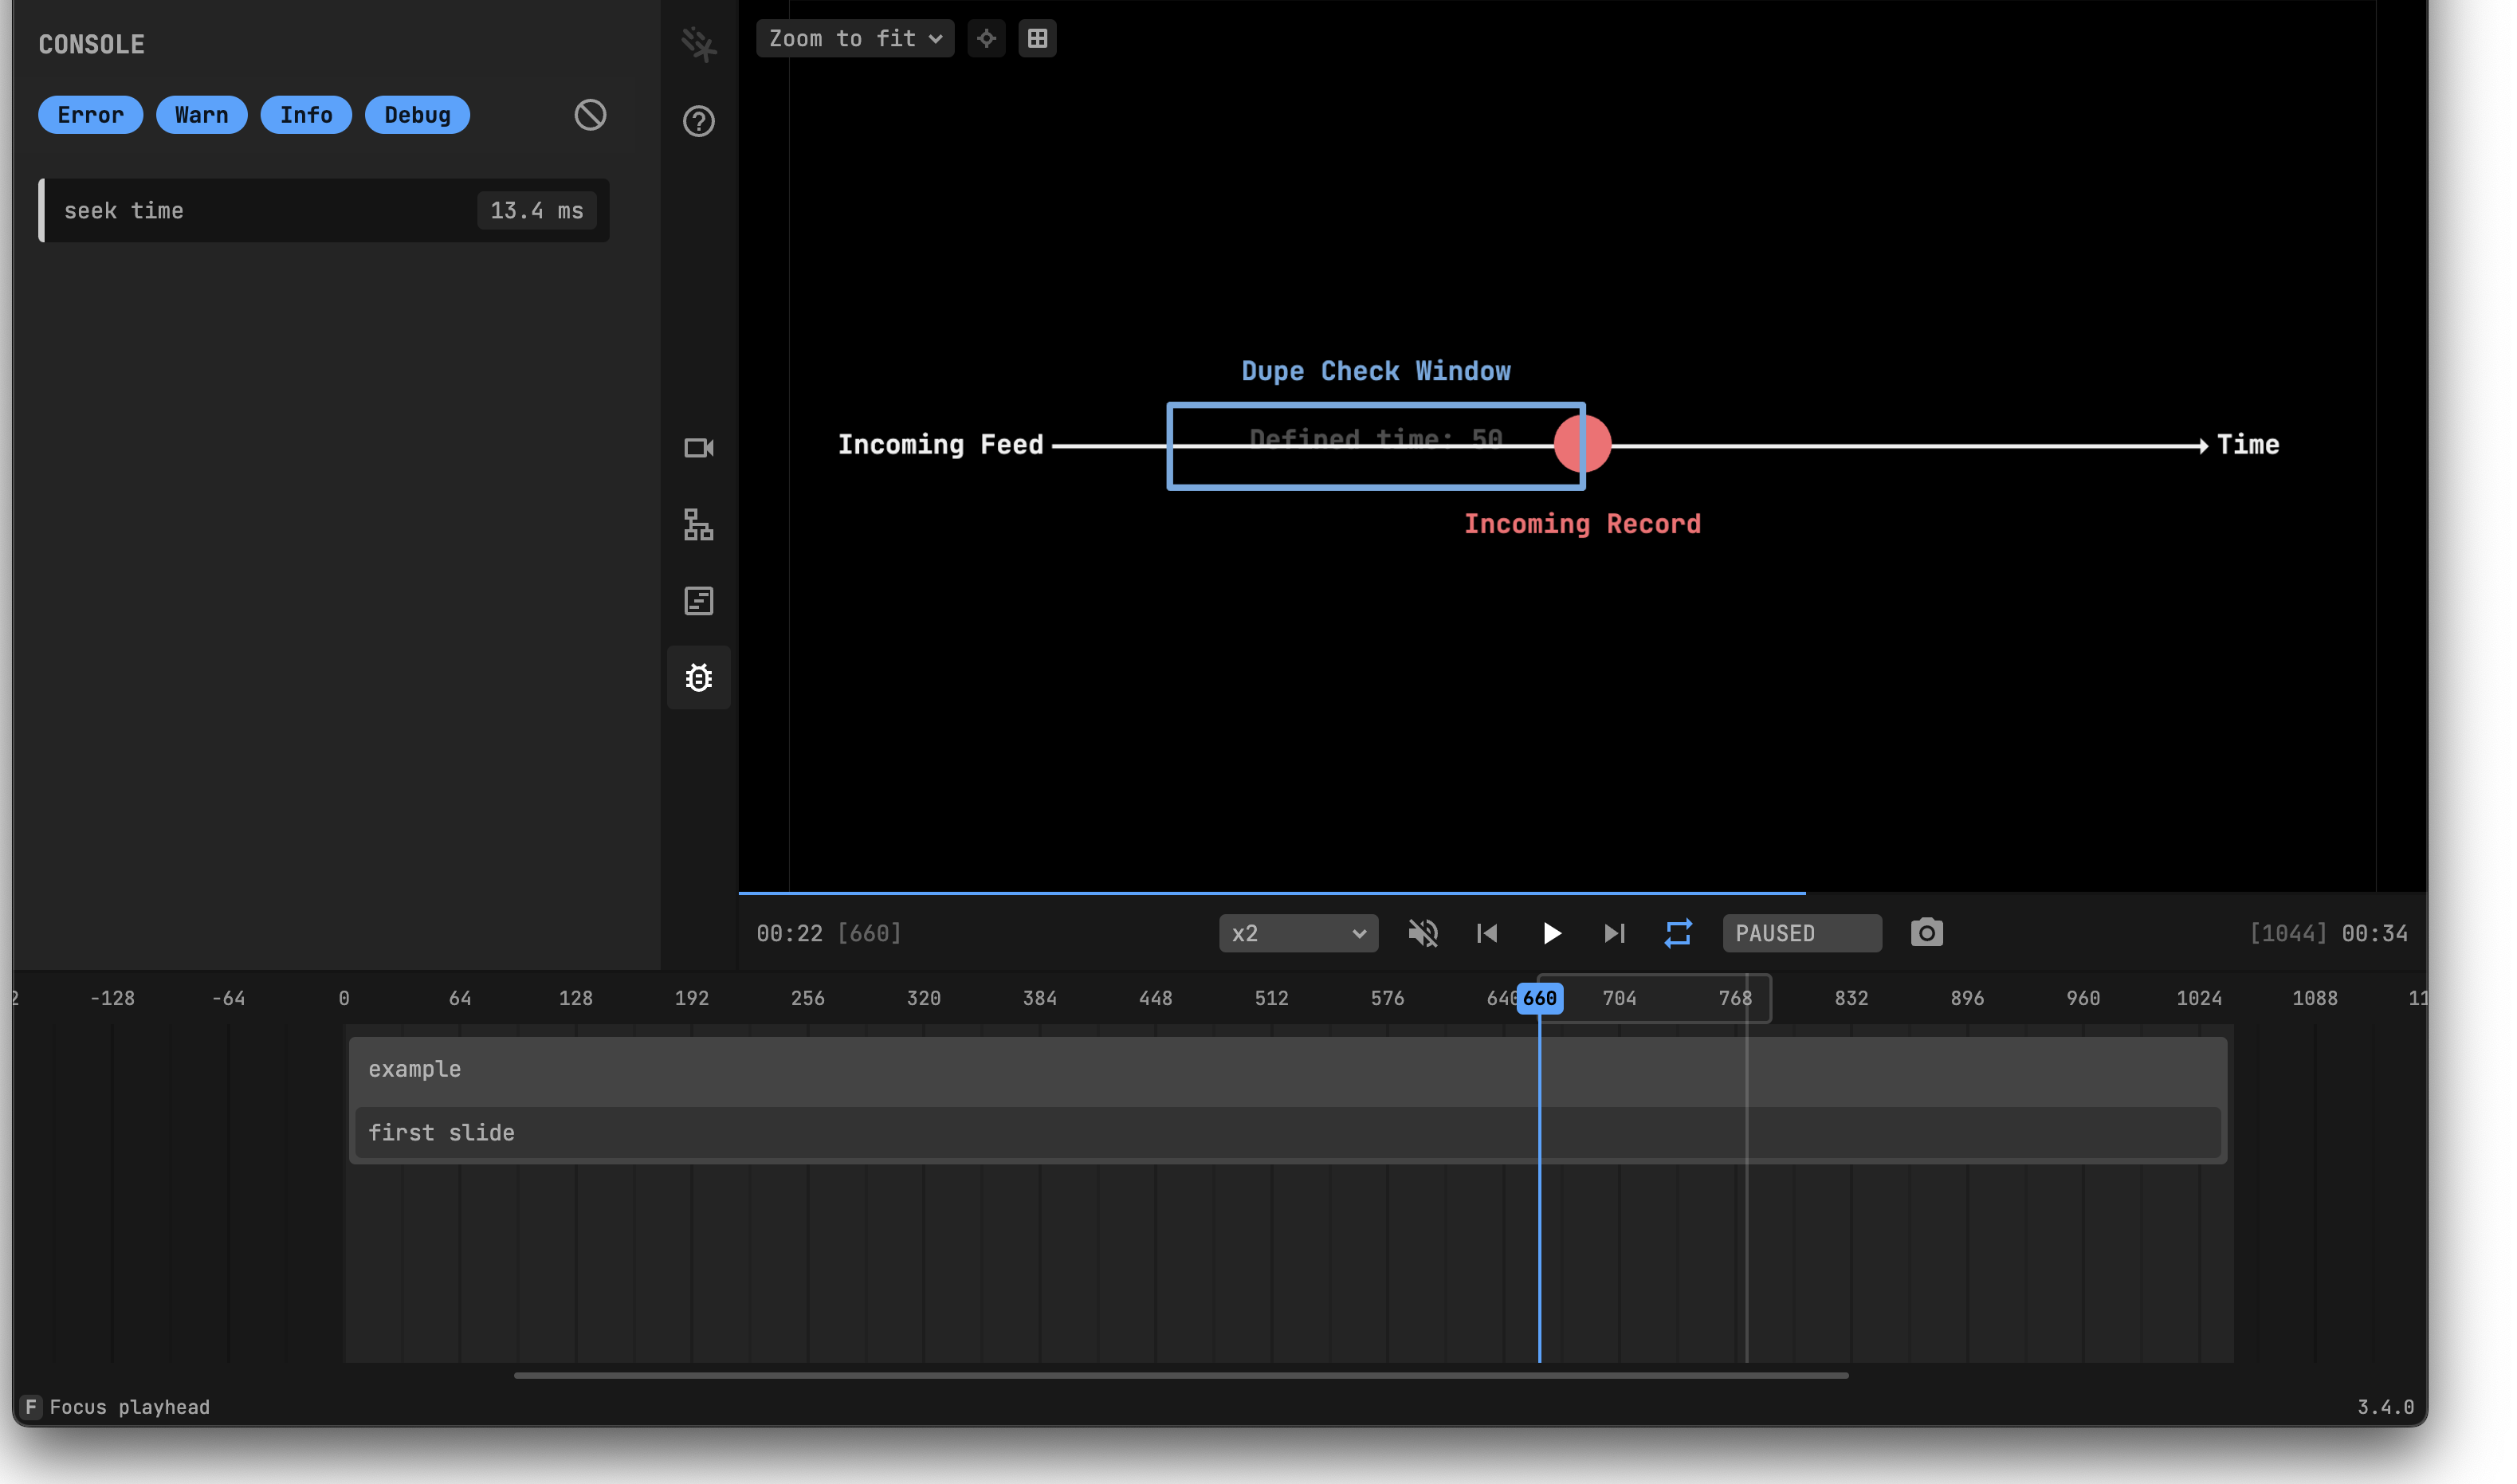 CONSOLE
Error Warn Info Debug
seek time 13.4 ms
Zoom to fit
Dupe Check Window
Defined time: 50
Incoming Feed
Time
Incoming Record
00:22 [660]
x2
PAUSED
[1044] 00:34
2 -128 -64 0 64 128 192 256 320 384 448 512 576 640 660 704 768 832 896 960 1024 1088 11
example
first slide
F Focus playhead
3.4.0